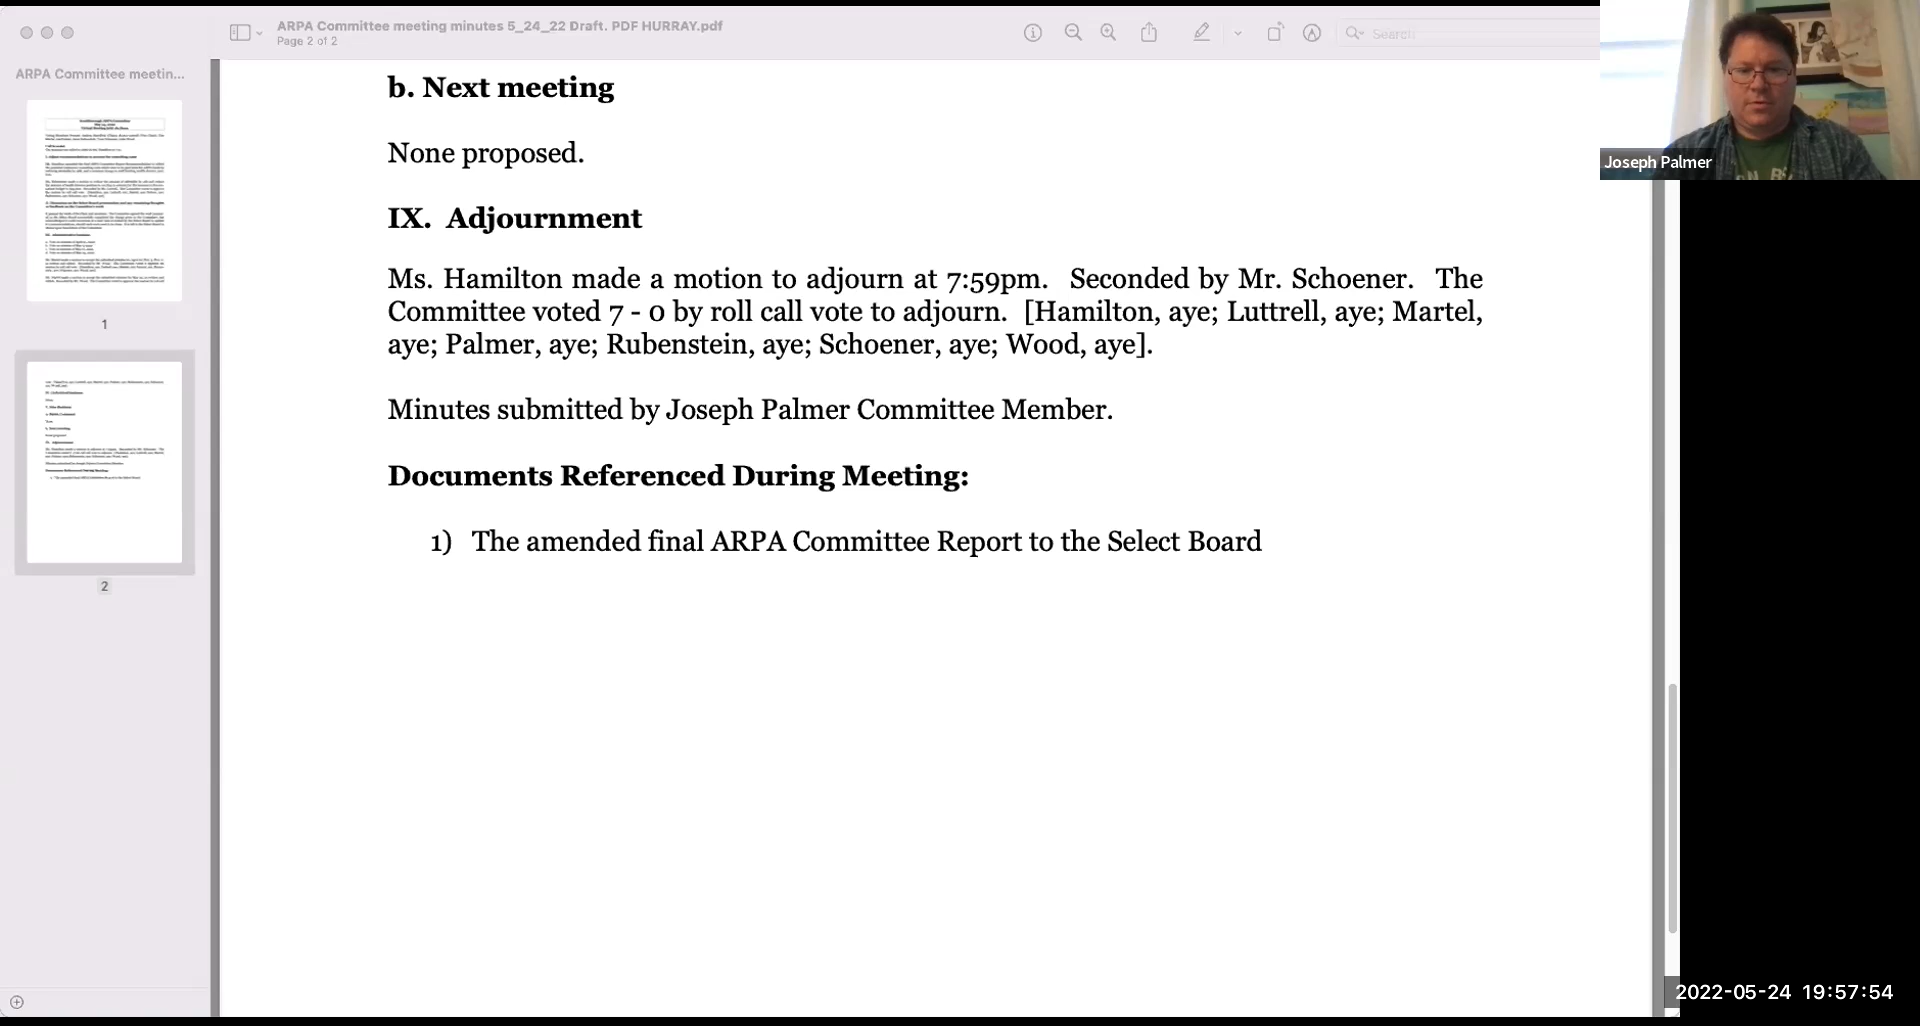 ARPA Committee meeting minutes 5_24_22 Draft. PDF HURRAY.pdf
Page 2 of 2
Search
ARPA Committee meetin...
1
2
b. Next meeting
None proposed.
IX. Adjournment
Ms. Hamilton made a motion to adjourn at 7:59pm. Seconded by Mr. Schoener. The
Committee voted 7 - 0 by roll call vote to adjourn. [Hamilton, aye; Luttrell, aye; Martel,
aye; Palmer, aye; Rubenstein, aye; Schoener, aye; Wood, aye].
Minutes submitted by Joseph Palmer Committee Member.
Documents Referenced During Meeting:
1) The amended final ARPA Committee Report to the Select Board
Joseph Palmer
2022-05-24 19:57:54